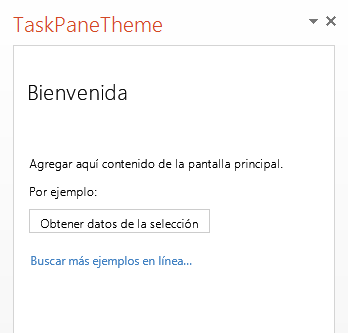 TaskPaneTheme
Bienvenida
Agregar aquí contenido de la pantalla principal.
Por ejemplo:
Obtener datos de la selección
Buscar más ejemplos en línea...